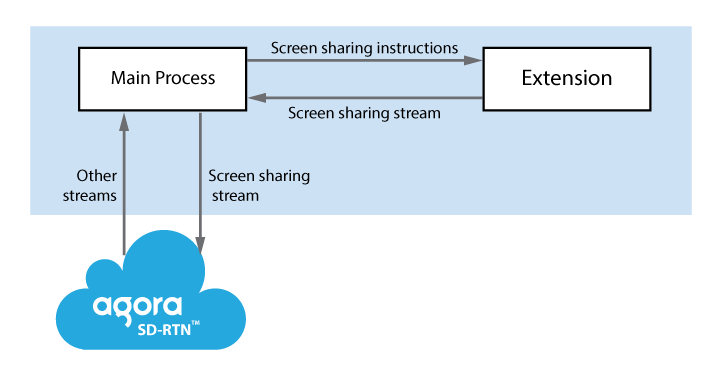 Screen sharing instructions
Main Process
Extension
Screen sharing stream
Other
streams
Screen sharing
stream
agora
SD-RTN™